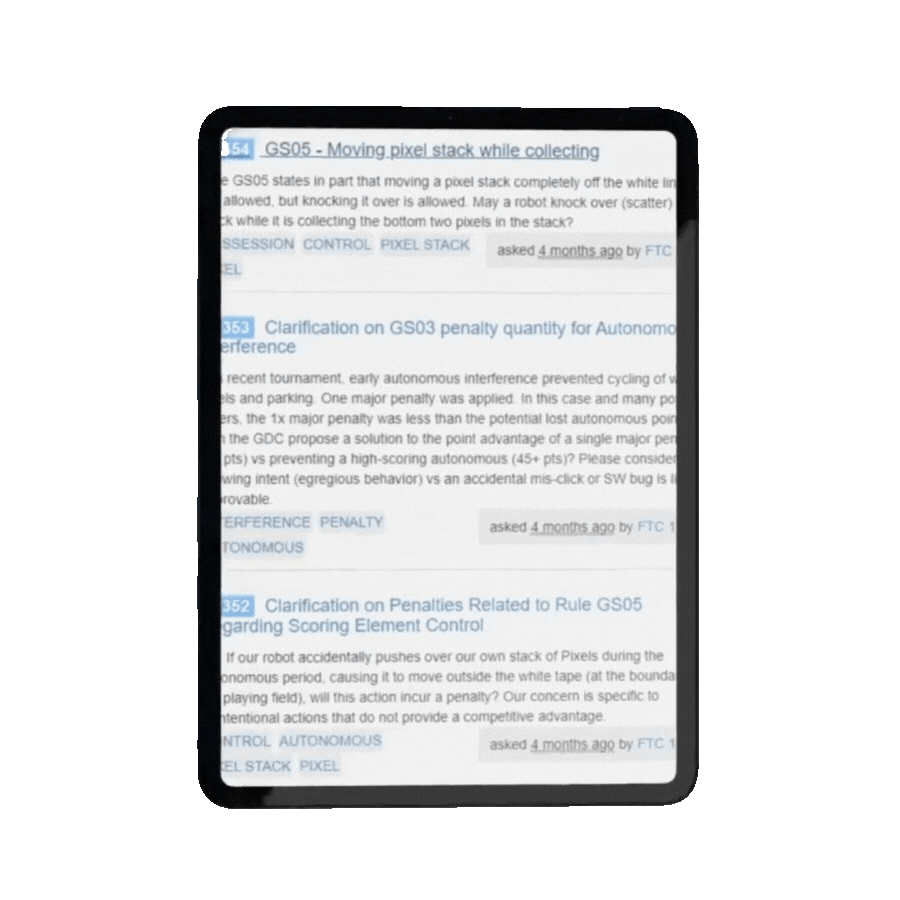 354 GS05 - Moving pixel stack while collecting
e GS05 states in part that moving a pixel stack completely off the white lin
allowed, but knocking it over is allowed. May a robot knock over (scatter)
ck while it is collecting the bottom two pixels in the stack?
SSESSION CONTROL PIXEL STACK
asked 4 months ago by FTC
EL
353 Clarification on GS03 penalty quantity for Autonomo
erference
recent tournament, early autonomous interference prevented cycling of w
els and parking. One major penalty was applied. In this case and many po
ers, the 1x major penalty was less than the potential lost autonomous poin
n the GDC propose a solution to the point advantage of a single major pen
pts) vs preventing a high-scoring autonomous (45+ pts)? Please consider
wing intent (egregious behavior) vs an accidental mis-click or SW bug is li
rovable.
TERFERENCE PENALTY
asked 4 months ago by FTC 1
TONOMOUS
352 Clarification on Penalties Related to Rule GS05
garding Scoring Element Control
If our robot accidentally pushes over our own stack of Pixels during the
onomous period, causing it to move outside the white tape (at the bounda
playing field), will this action incur a penalty? Our concern is specific to
ntentional actions that do not provide a competitive advantage.
NTROL AUTONOMOUS
asked 4 months ago by FTC 1
EL STACK PIXEL